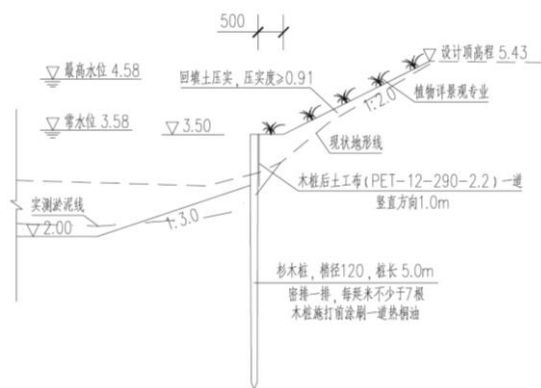 500
设计顶高程 5.43
最高水位 4.58
回填土压实，压实度≥0.91
1:2.0
植物详景观专业
常水位 3.58
3.50
现状地形线
木桩后土工布(PET-12-290-2.2)一道
竖直方向1.0m
实测淤泥线
2.00
1:3.0
杉木桩，梢径120，桩长 5.0m
密排一排，每延米不少于7根
木桩施打前涂刷一道热桐油